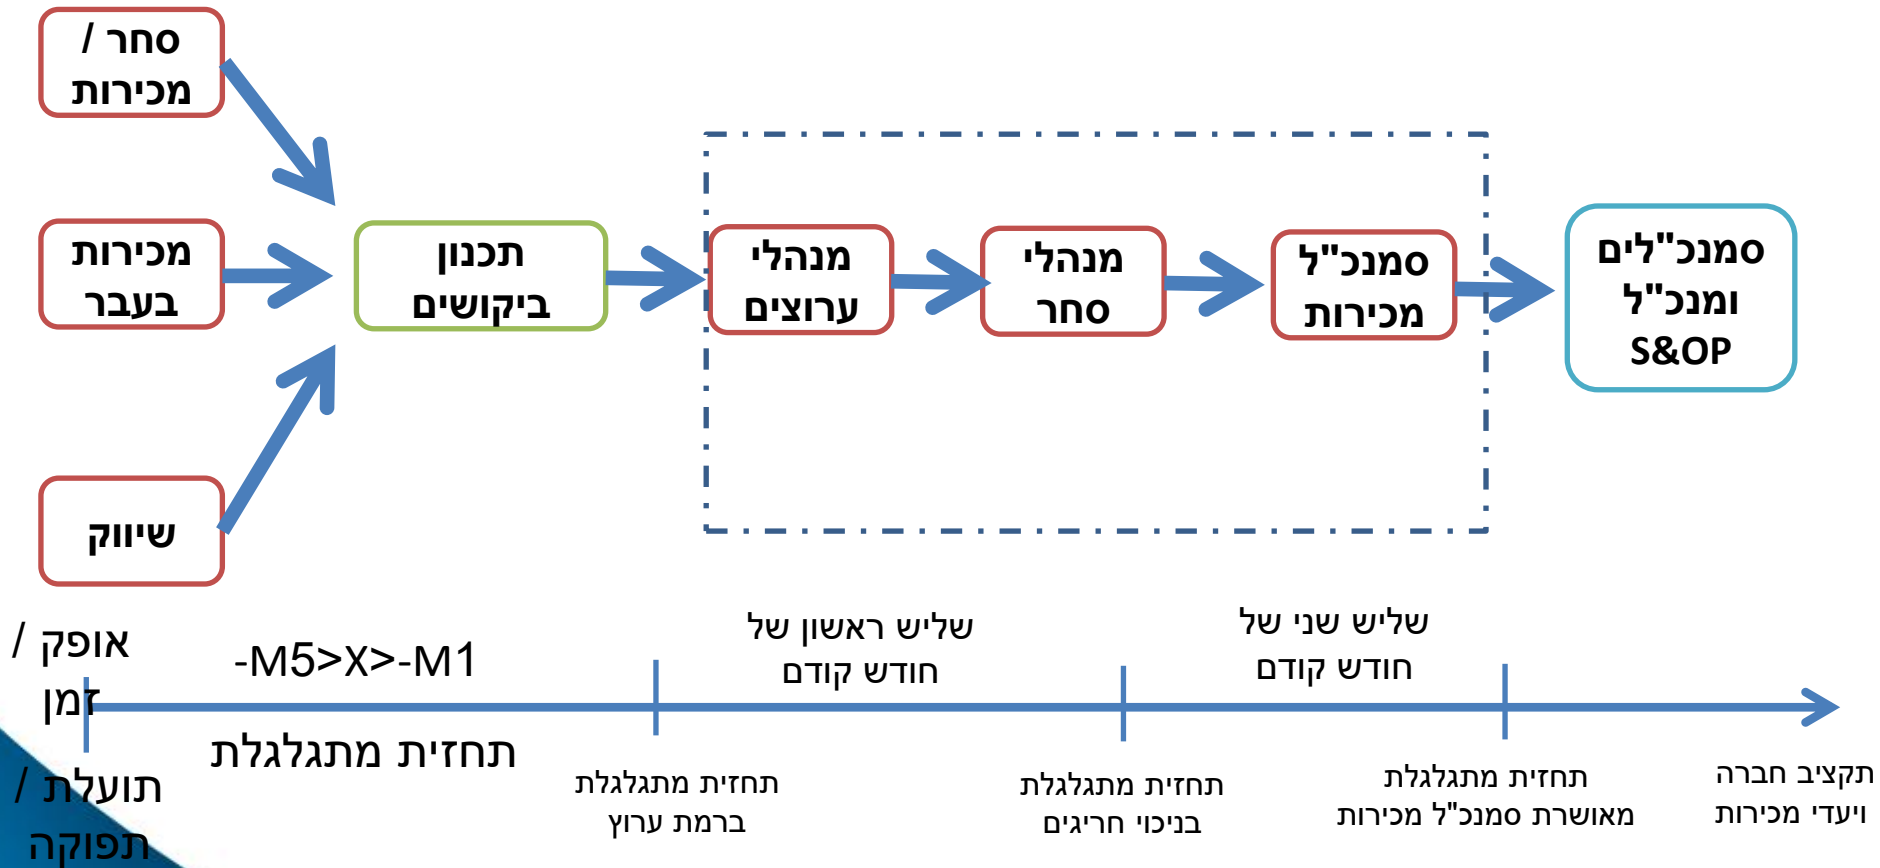 סחר /
מכירות
מכירות
בעבר
שיווק
תכנון
ביקושים
מנהלי
ערוצים
מנהלי
סחר
סמנכ"ל
מכירות
סמנכ"לים
ומנכ"ל
S&OP
אופק /
זמן
-M5>X>-M1
שליש ראשון של
חודש קודם
שליש שני של
חודש קודם
תועלת /
תפוקה
תחזית מתגלגלת
תחזית מתגלגלת
ברמת ערוץ
תחזית מתגלגלת
בניכוי חריגים
תחזית מתגלגלת
מאושרת סמנכ"ל מכירות
תקציב חברה
ויעדי מכירות